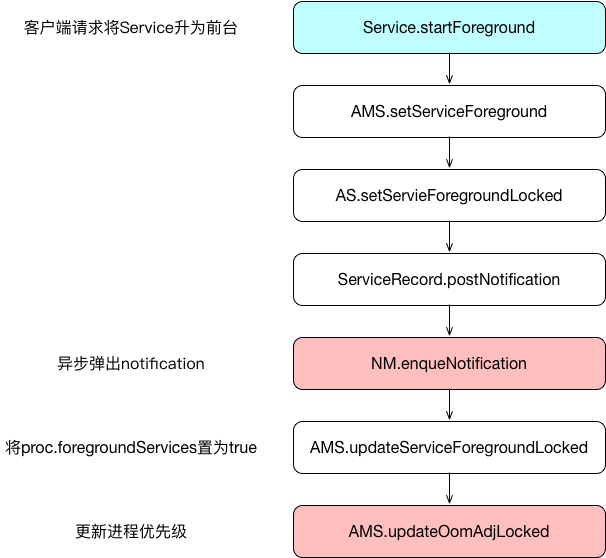 客户端请求将Service升为前台
Service.startForeground
AMS.setServiceForeground
AS.setServieForegroundLocked
ServiceRecord.postNotification
异步弹出notification
NM.enqueNotification
将proc.foregroundServices置为true
AMS.updateServiceForegroundLocked
更新进程优先级
AMS.updateOomAdjLocked